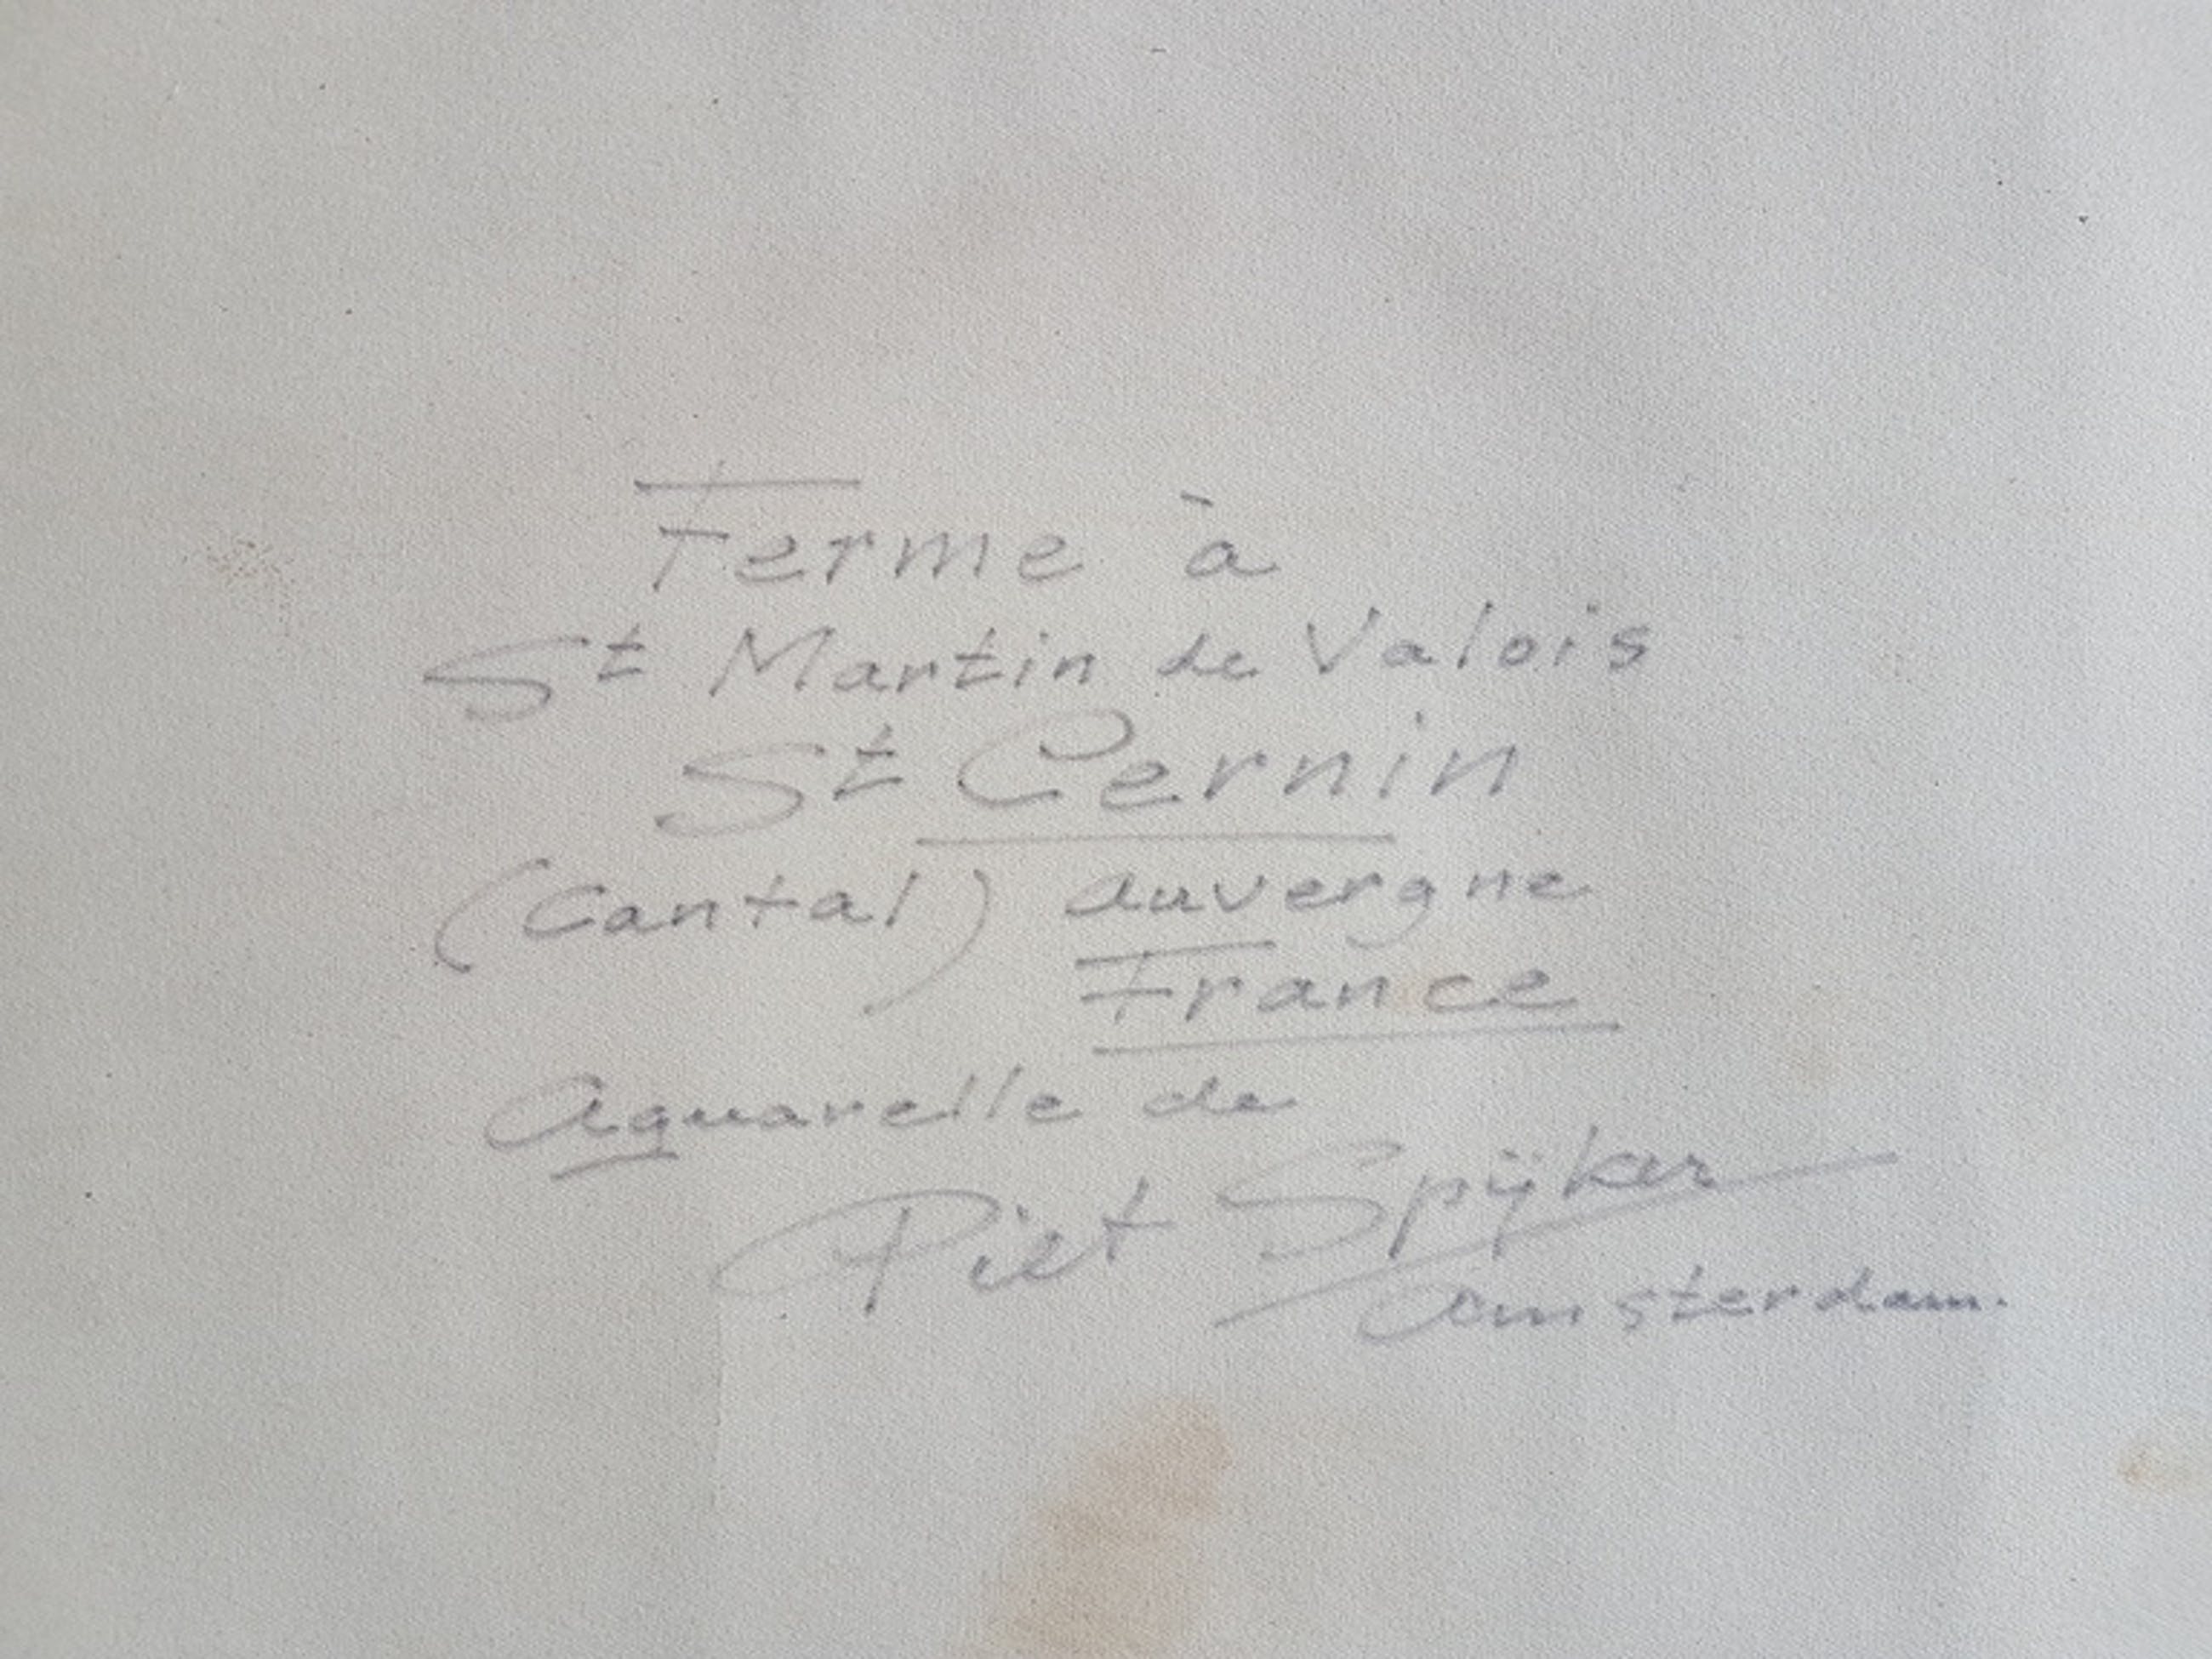 Ferme à
St Martin de Valois
St Cernin
(Cantal) Auvergne
France
Aquarelle de
Piet Spijker
Amsterdam.